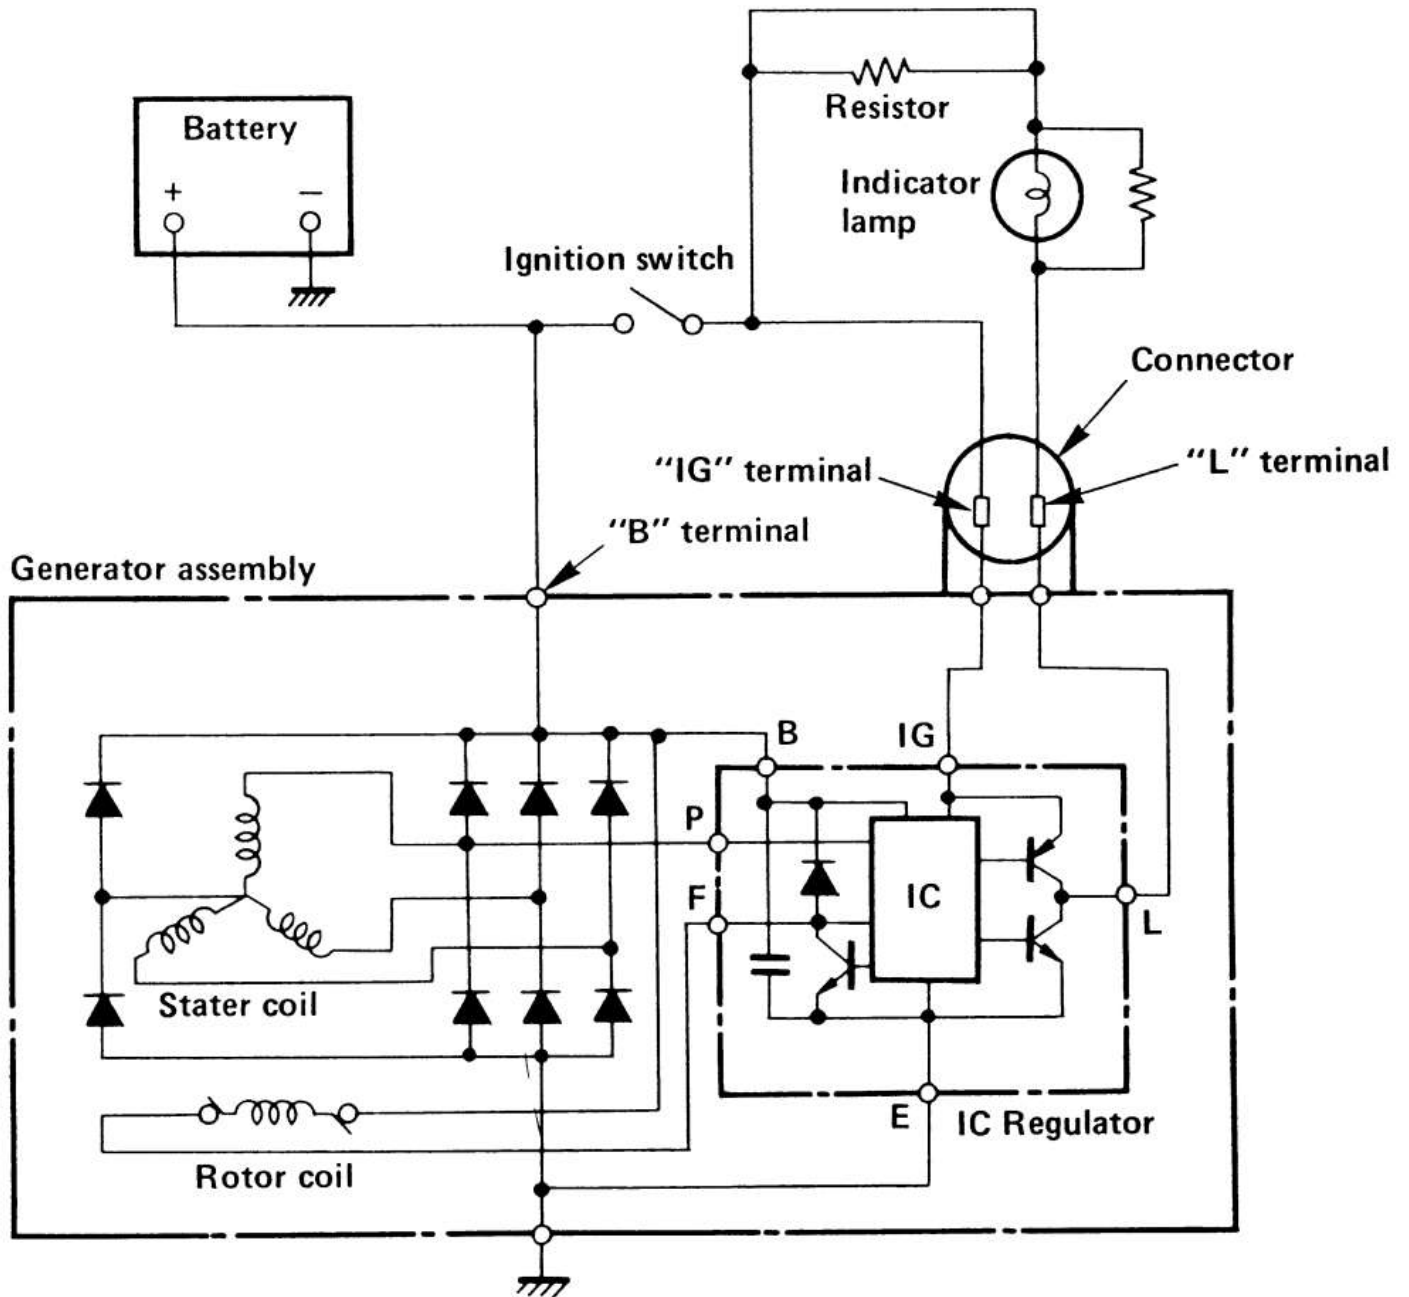 Battery
+
−
Resistor
Indicator
lamp
Ignition switch
Connector
“IG” terminal
“L” terminal
“B” terminal
Generator assembly
B
IG
P
F
IC
L
Stater coil
E
IC Regulator
Rotor coil